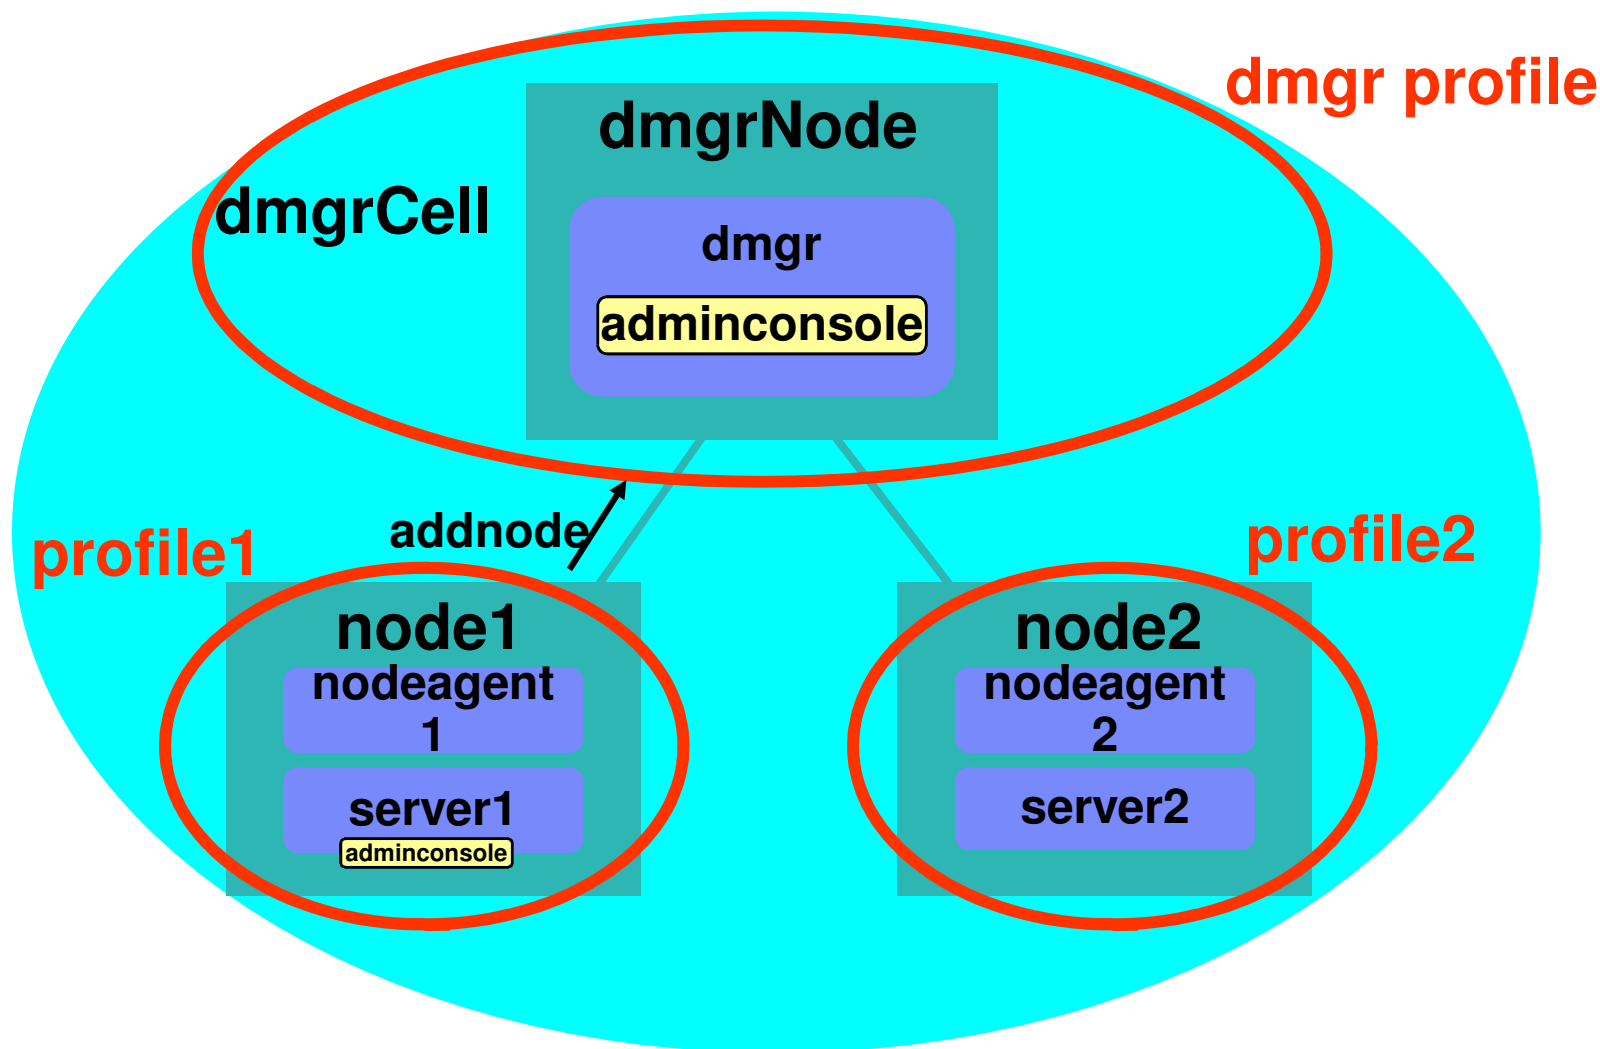 dmgr profile
dmgrNode
dmgrCell
dmgr
adminconsole
addnode
profile1
profile2
node1
nodeagent
1
server1
adminconsole
node2
nodeagent
2
server2